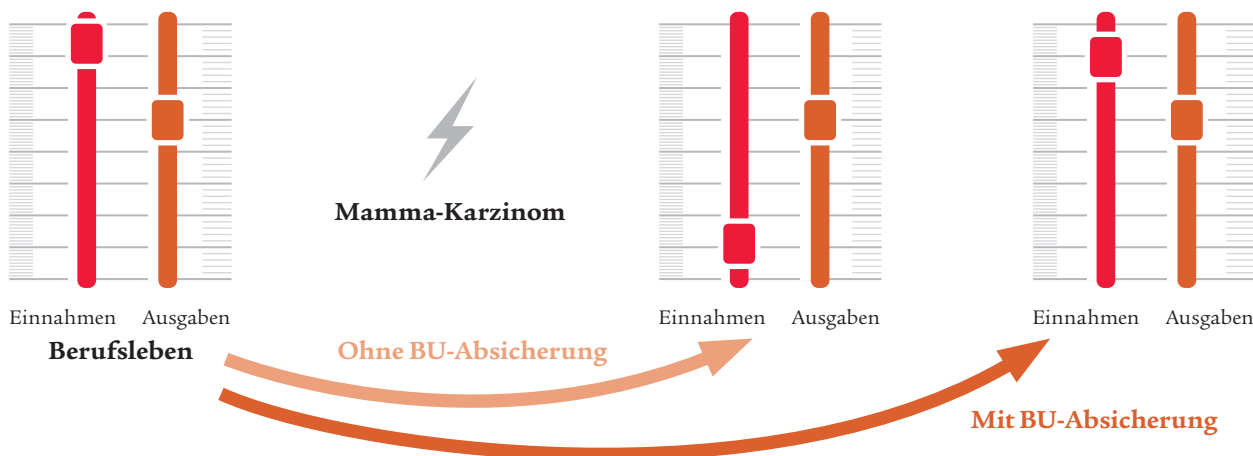 Mamma-Karzinom
Einnahmen Ausgaben
Berufsleben
Einnahmen Ausgaben
Einnahmen Ausgaben
Ohne BU-Absicherung
Mit BU-Absicherung